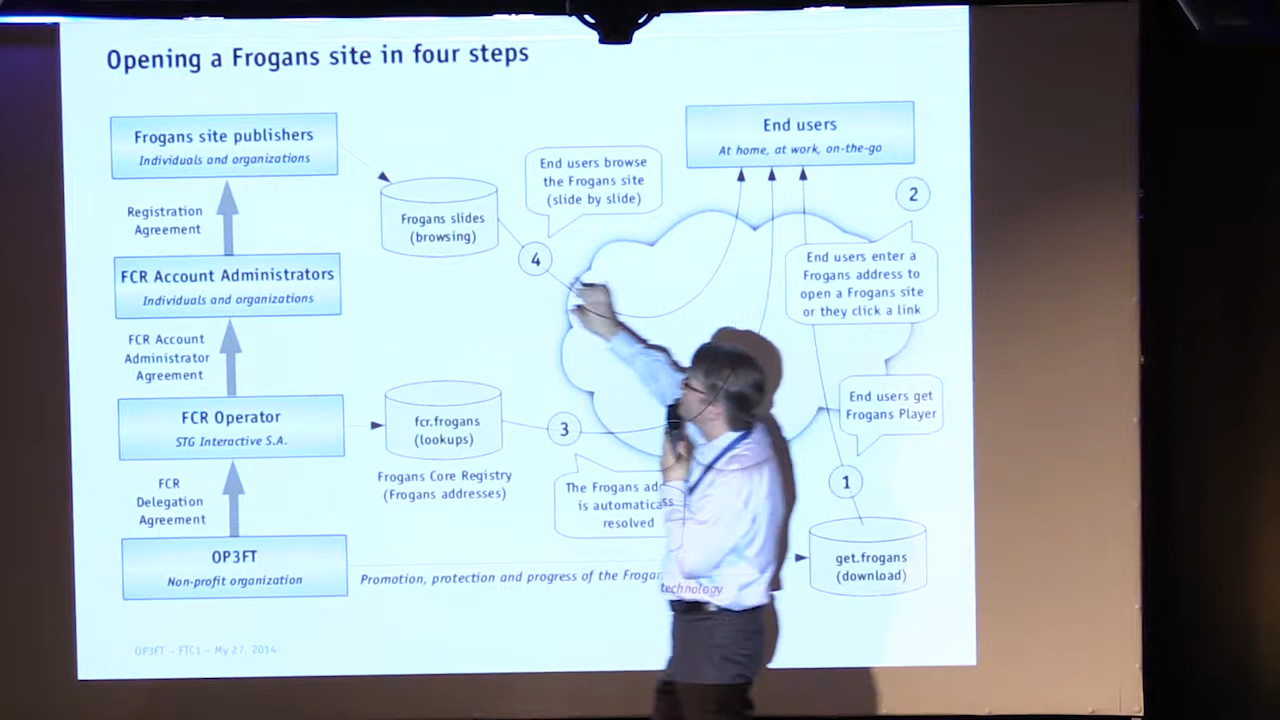 Opening a Frogans site in four steps
Frogans site publishers
Individuals and organizations
Registration
Agreement
FCR Account Administrators
Individuals and organizations
FCR Account
Administrator
Agreement
FCR Operator
STG Interactive S.A.
FCR
Delegation
Agreement
OP3FT
Non-profit organization
Promotion, protection and progress of the Frogan
technology
Frogans slides
(browsing)
End users browse
the Frogans site
(slide by slide)
4
fcr.frogans
(lookups)
Frogans Core Registry
(Frogans addresses)
3
The Frogans add
is automatica
ss
resolved
End users
At home, at work, on-the-go
2
End users enter a
Frogans address to
open a Frogans site
or they click a link
End users get
Frogans Player
1
get.frogans
(download)
OP3FT – FTC1 – My 27, 2014